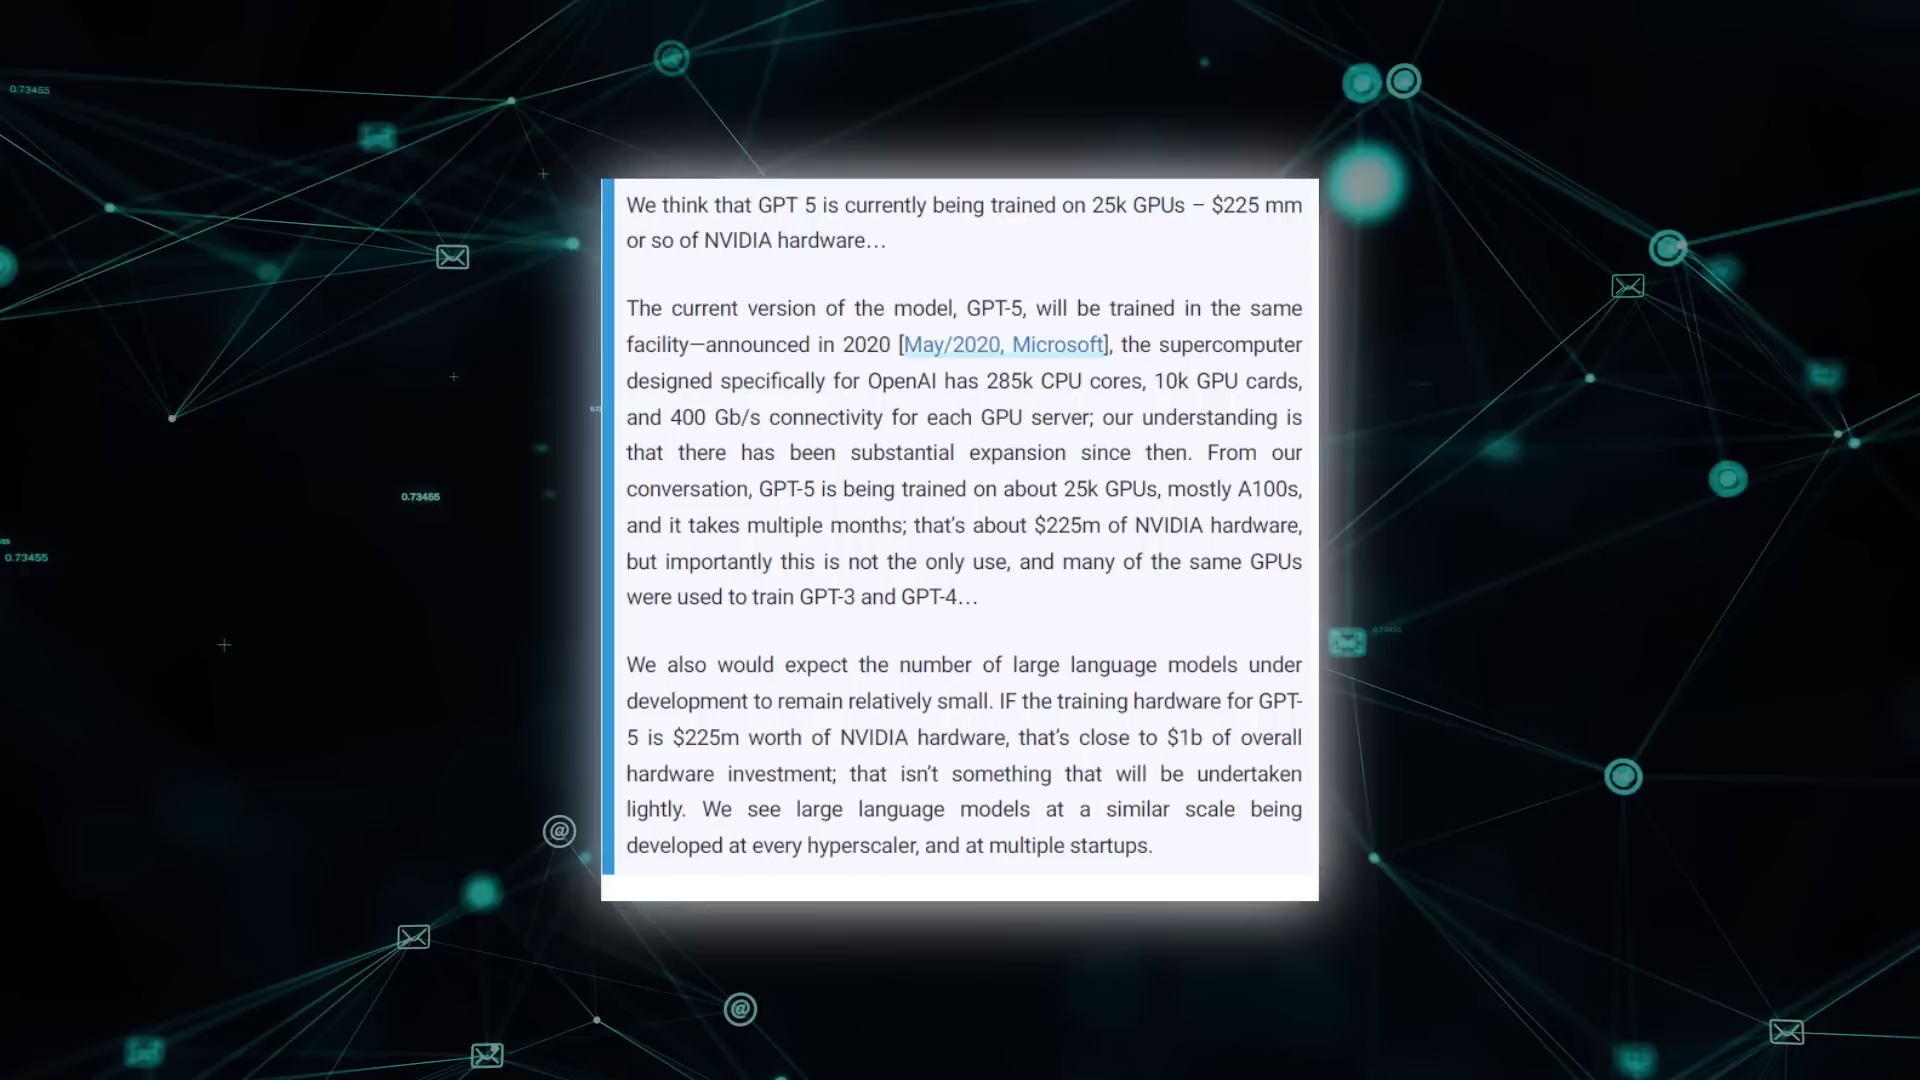 0.73455
We think that GPT 5 is currently being trained on 25k GPUs – $225 mm
or so of NVIDIA hardware…
The current version of the model, GPT-5, will be trained in the same
facility—announced in 2020 [May/2020, Microsoft], the supercomputer
designed specifically for OpenAI has 285k CPU cores, 10k GPU cards,
and 400 Gb/s connectivity for each GPU server; our understanding is
that there has been substantial expansion since then. From our
conversation, GPT-5 is being trained on about 25k GPUs, mostly A100s,
and it takes multiple months; that's about $225m of NVIDIA hardware,
but importantly this is not the only use, and many of the same GPUs
were used to train GPT-3 and GPT-4…
We also would expect the number of large language models under
development to remain relatively small. IF the training hardware for GPT-
5 is $225m worth of NVIDIA hardware, that's close to $1b of overall
hardware investment; that isn't something that will be undertaken
lightly. We see large language models at a similar scale being
developed at every hyperscaler, and at multiple startups.
0.73455
0.73455
0.73455
@
@